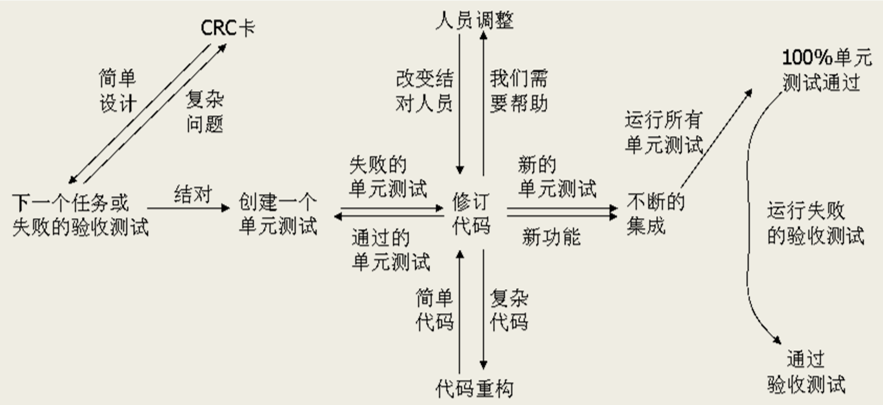 CRC卡
简单
设计
复杂
问题
下一个任务或
失败的验收测试
结对
创建一个
单元测试
失败的
单元测试
通过的
单元测试
人员调整
改变结
对人员
我们需
要帮助
修订
代码
简单
代码
复杂
代码
代码重构
新的
单元测试
新功能
不断的
集成
运行所有
单元测试
100%单元
测试通过
运行失败
的验收测试
通过
验收测试